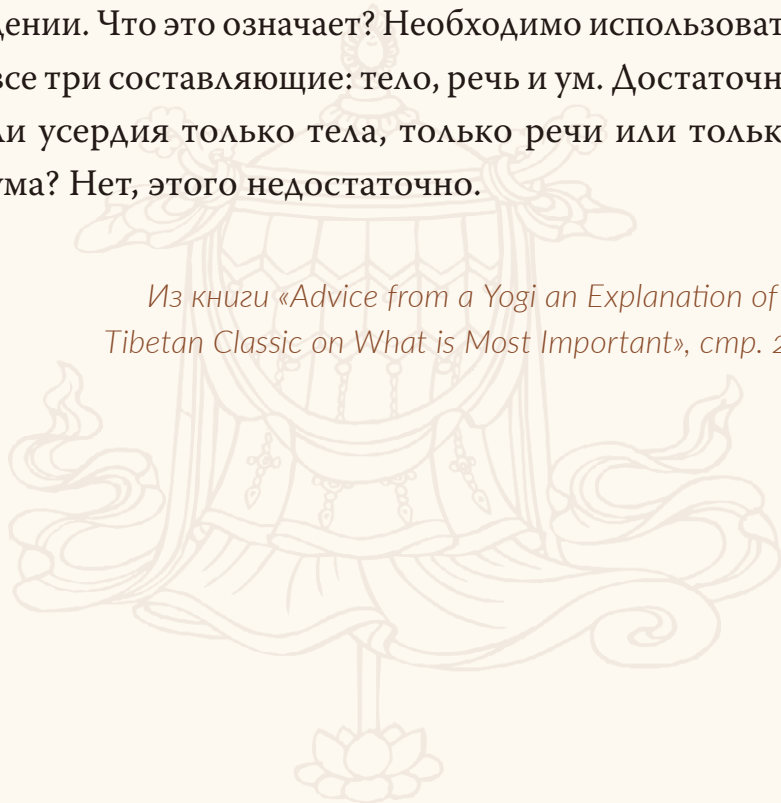 дении. Что это означает? Необходимо использоват
все три составляющие: тело, речь и ум. Достаточн
ли усердия только тела, только речи или тольк
ума? Нет, этого недостаточно.
Из книги «Advice from a Yogi an Explanation of
Tibetan Classic on What is Most Important», стр. 2